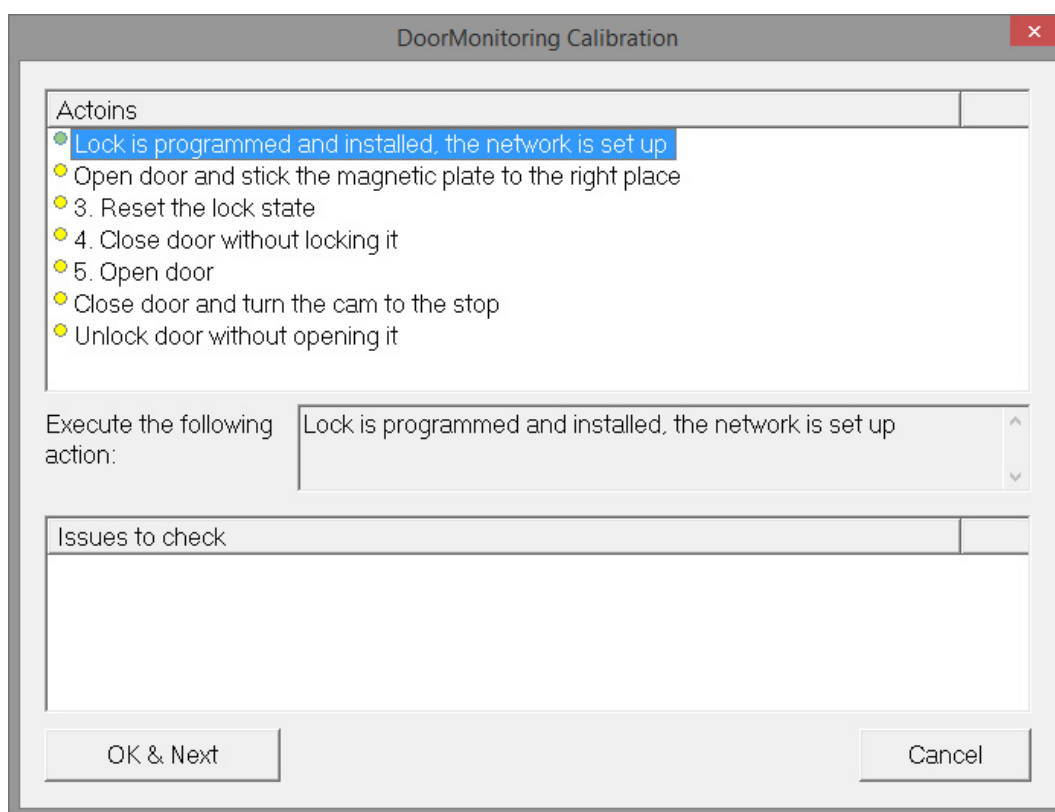 DoorMonitoring Calibration
Actoins
Lock is programmed and installed, the network is set up
Open door and stick the magnetic plate to the right place
3. Reset the lock state
4. Close door without locking it
5. Open door
Close door and turn the cam to the stop
Unlock door without opening it
Execute the following
action:
Lock is programmed and installed, the network is set up
Issues to check
OK & Next
Cancel